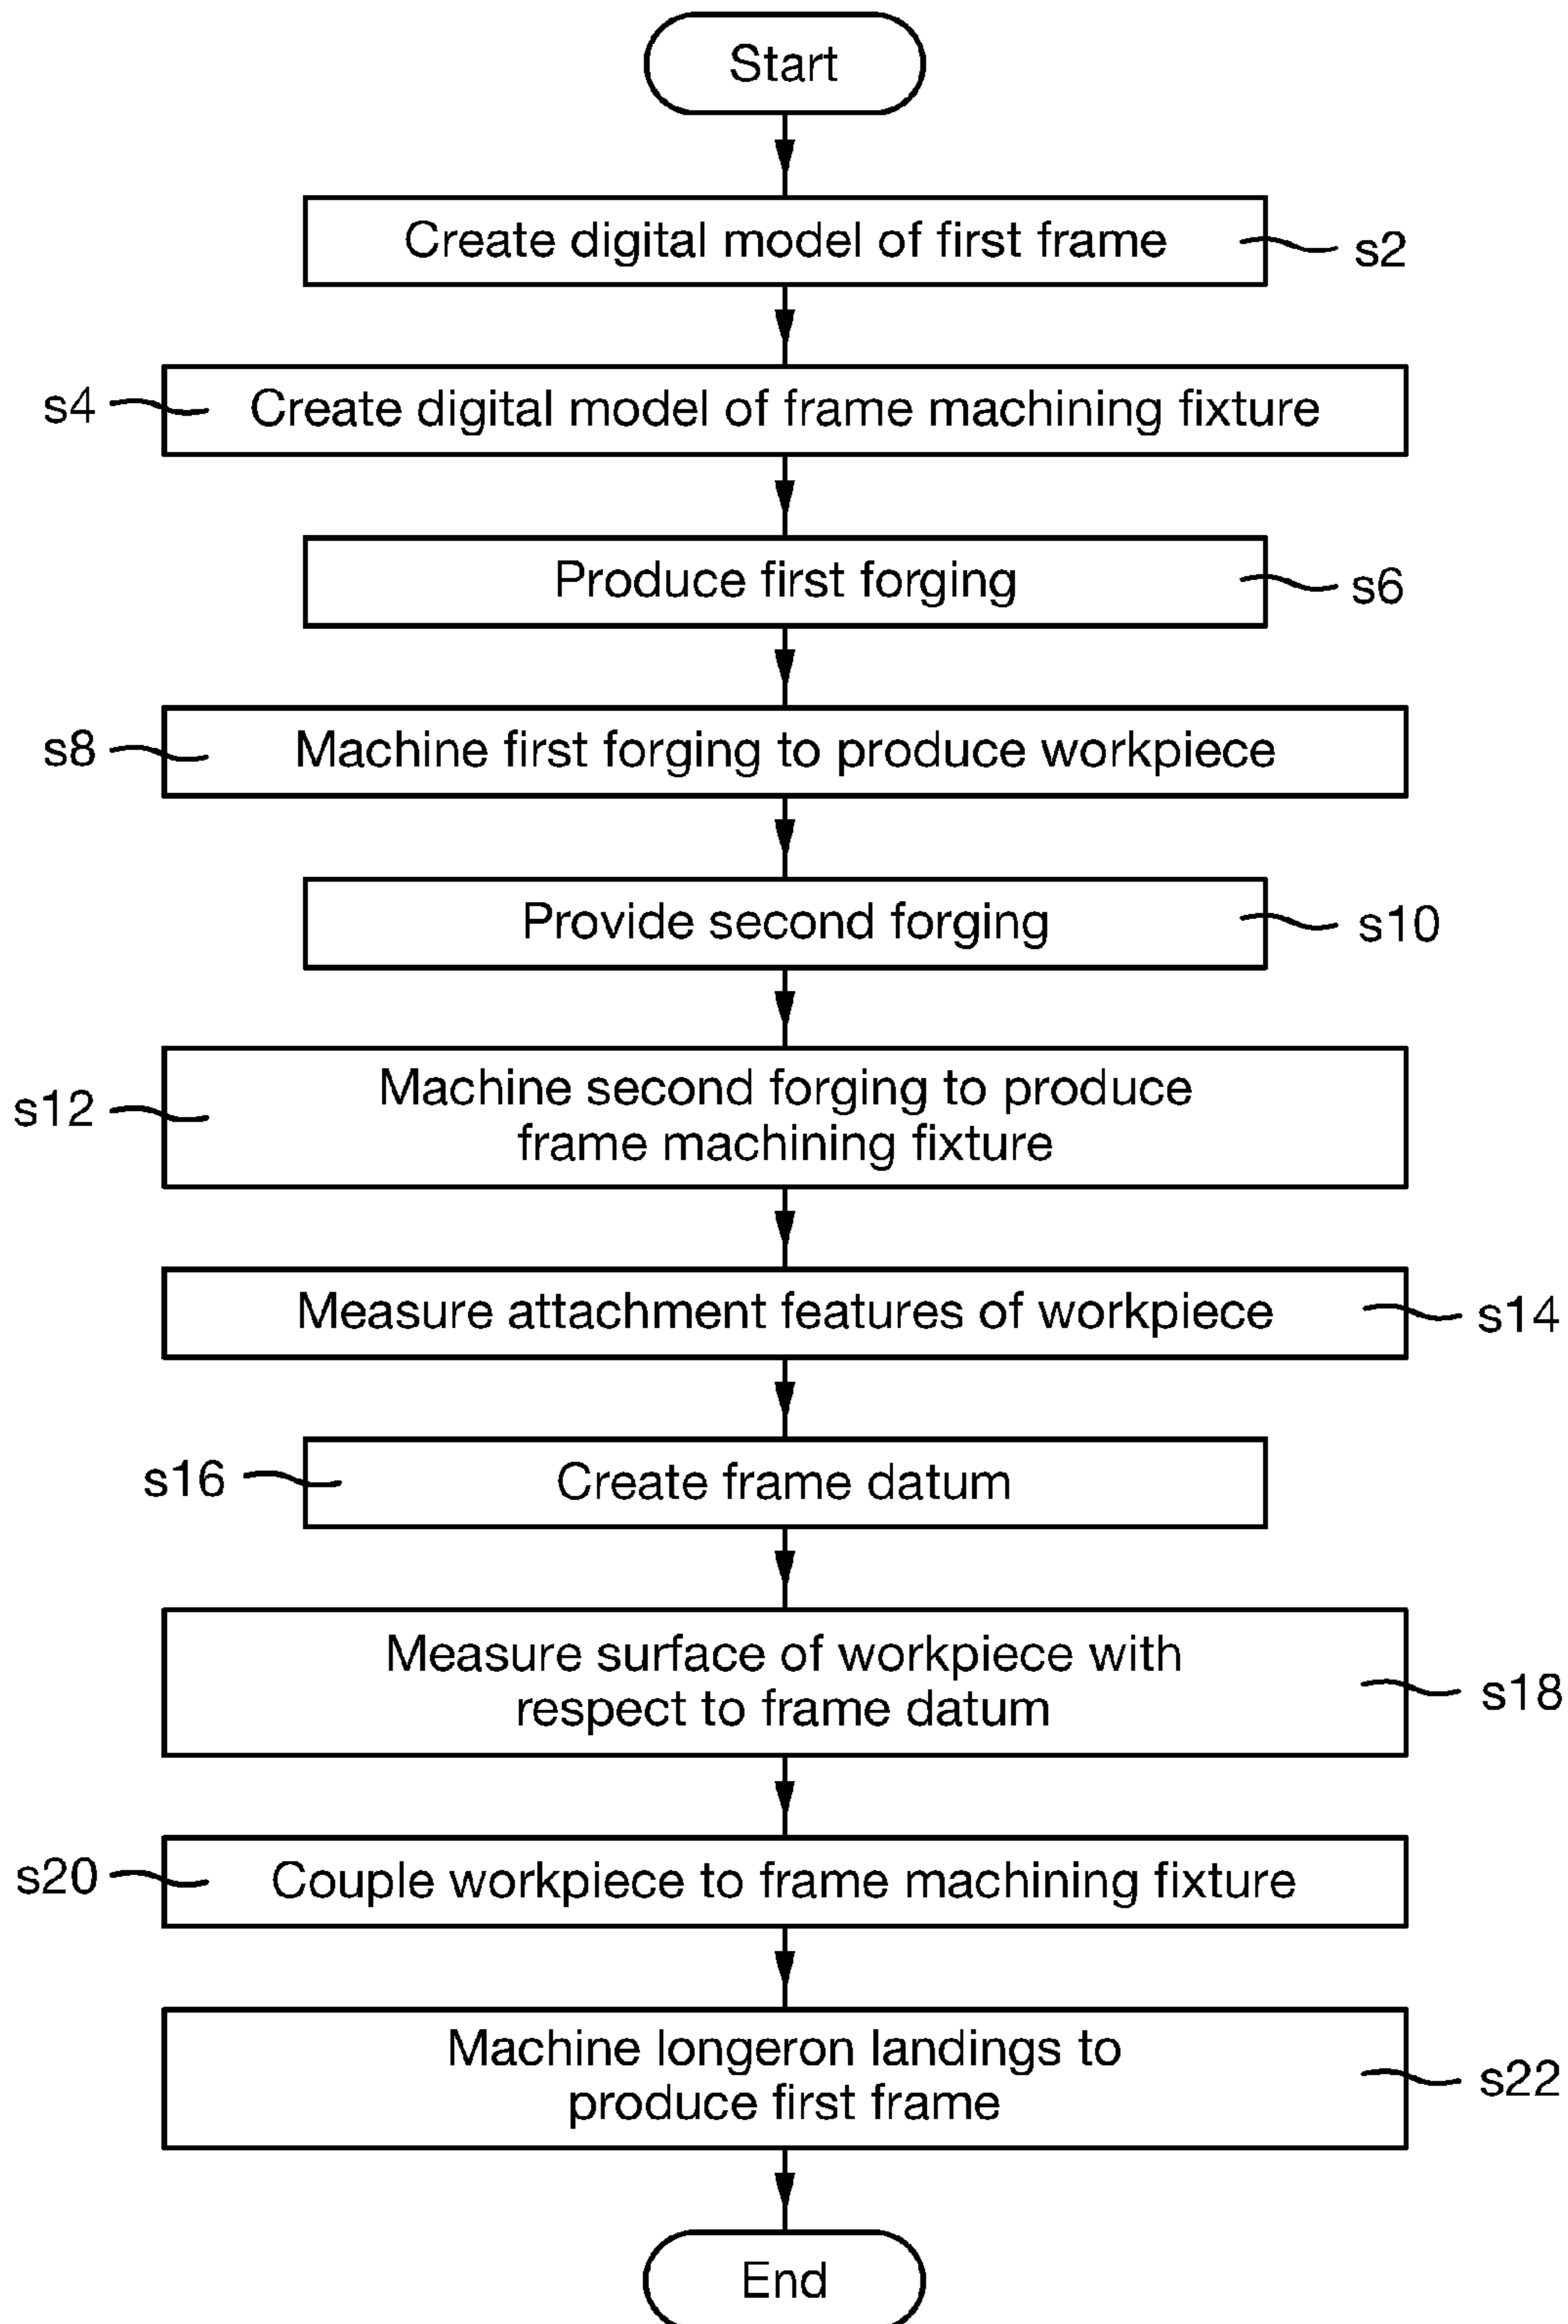 Start
Create digital model of first frame
s2
s4
Create digital model of frame machining fixture
Produce first forging
s6
s8
Machine first forging to produce workpiece
Provide second forging
s10
s12
Machine second forging to produce
frame machining fixture
Measure attachment features of workpiece
s14
s16
Create frame datum
Measure surface of workpiece with
respect to frame datum
s18
s20
Couple workpiece to frame machining fixture
Machine longeron landings to
produce first frame
s22
End